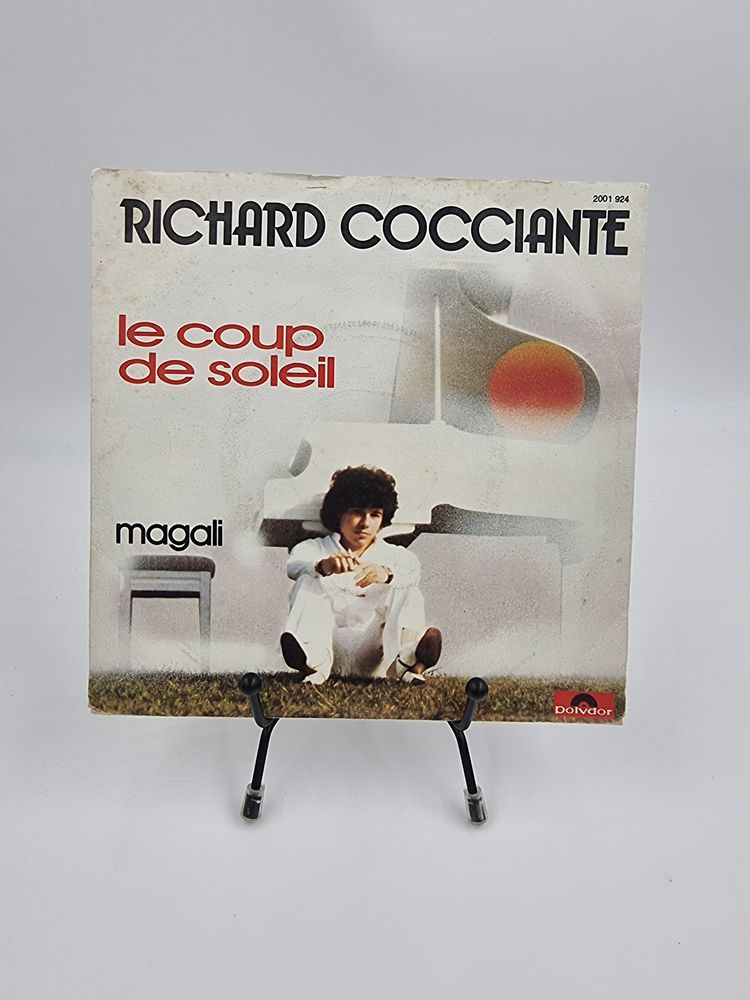 2001 924
RICHARD COCCIANTE
le coup
de soleil
magali
polydor